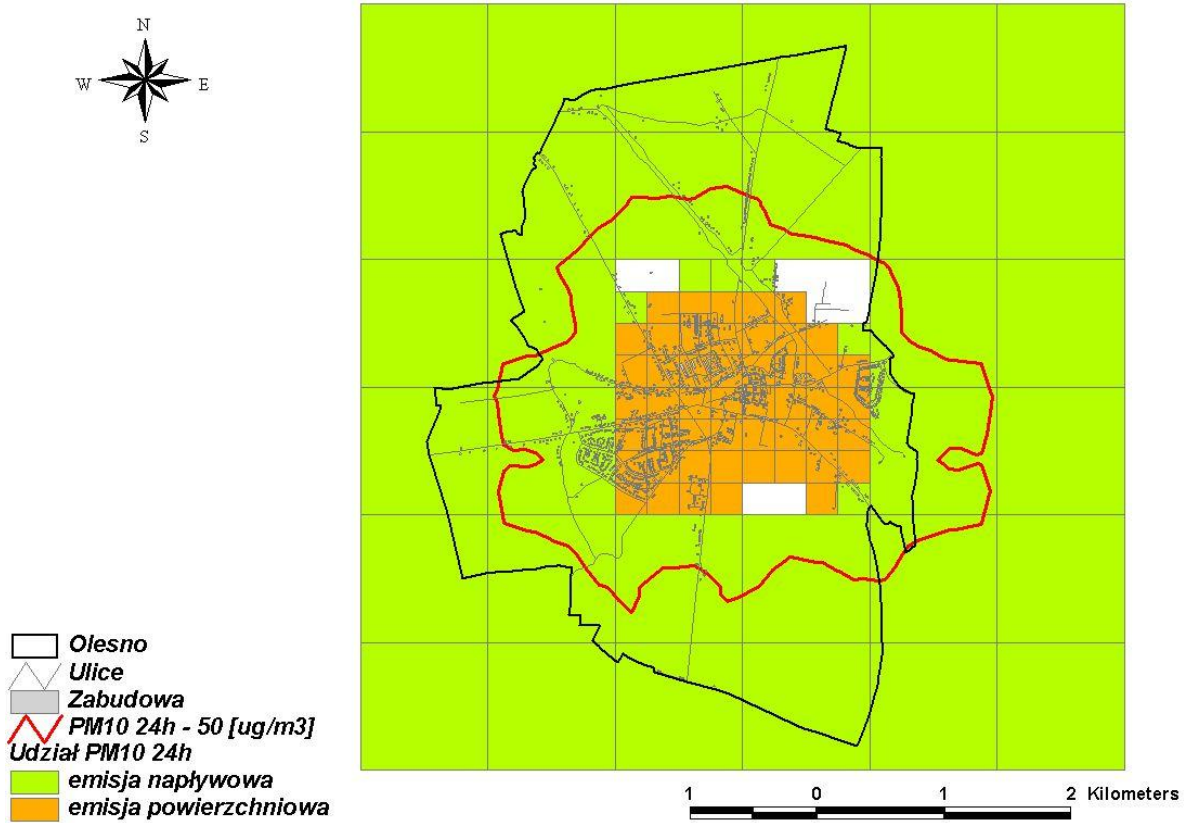 N
W E
S
Olesno
Ulice
Zabudowa
PM10 24h - 50 [ug/m3]
Udział PM10 24h
emisja napływowa
emisja powierzchniowa
1 0 1 2 Kilometers